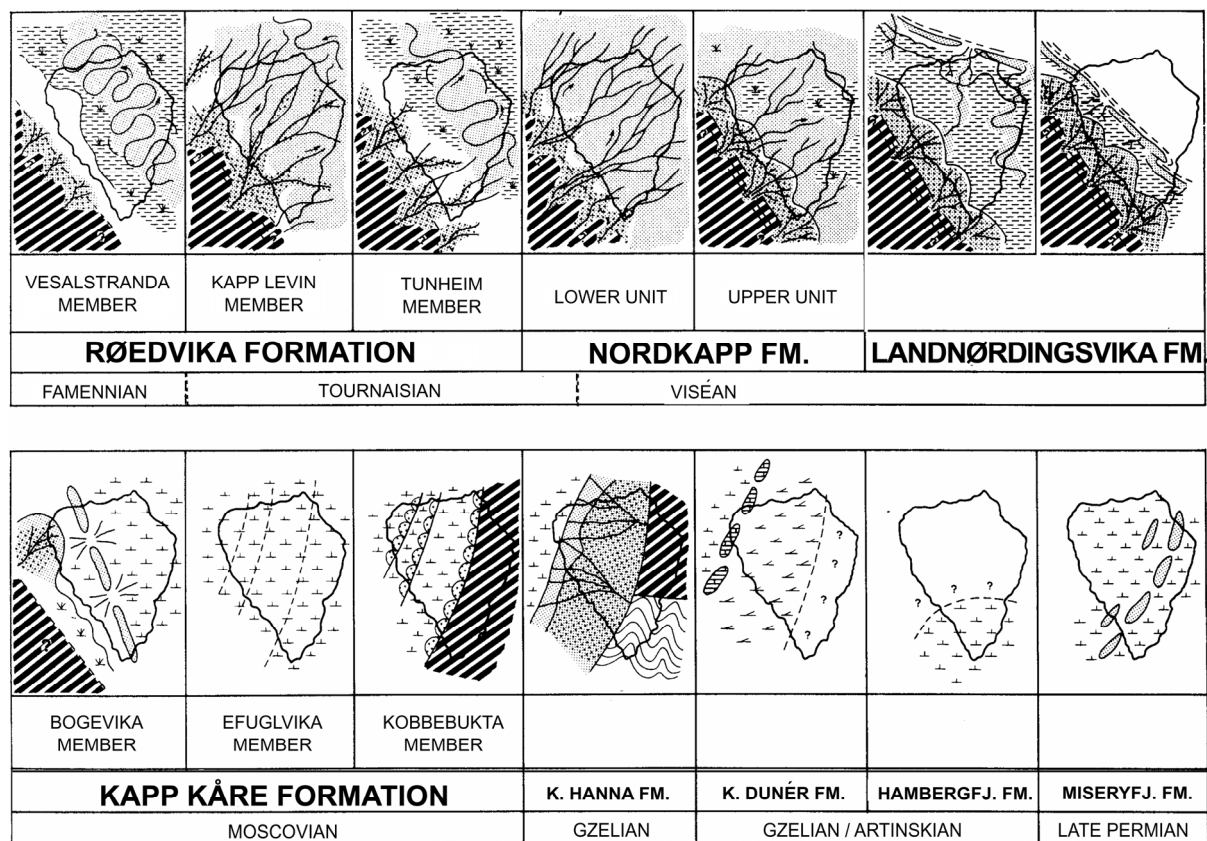 VESALSTRANDA
MEMBER
KAPP LEVIN
MEMBER
TUNHEIM
MEMBER
LOWER UNIT
UPPER UNIT
RØEDVIKA FORMATION
NORDKAPP FM.
LANDNØRDINGSVIKA FM.
FAMENNIAN
TOURNAISIAN
VISÉAN
?
?
?
?
?
?
?
BOGEVIKA
MEMBER
EFUGLVIKA
MEMBER
KOBBEBUKTA
MEMBER
KAPP KÅRE FORMATION
K. HANNA FM.
K. DUNÉR FM.
HAMBERGFJ. FM.
MISERYFJ. FM.
MOSCOVIAN
GZELIAN
GZELIAN / ARTINSKIAN
LATE PERMIAN